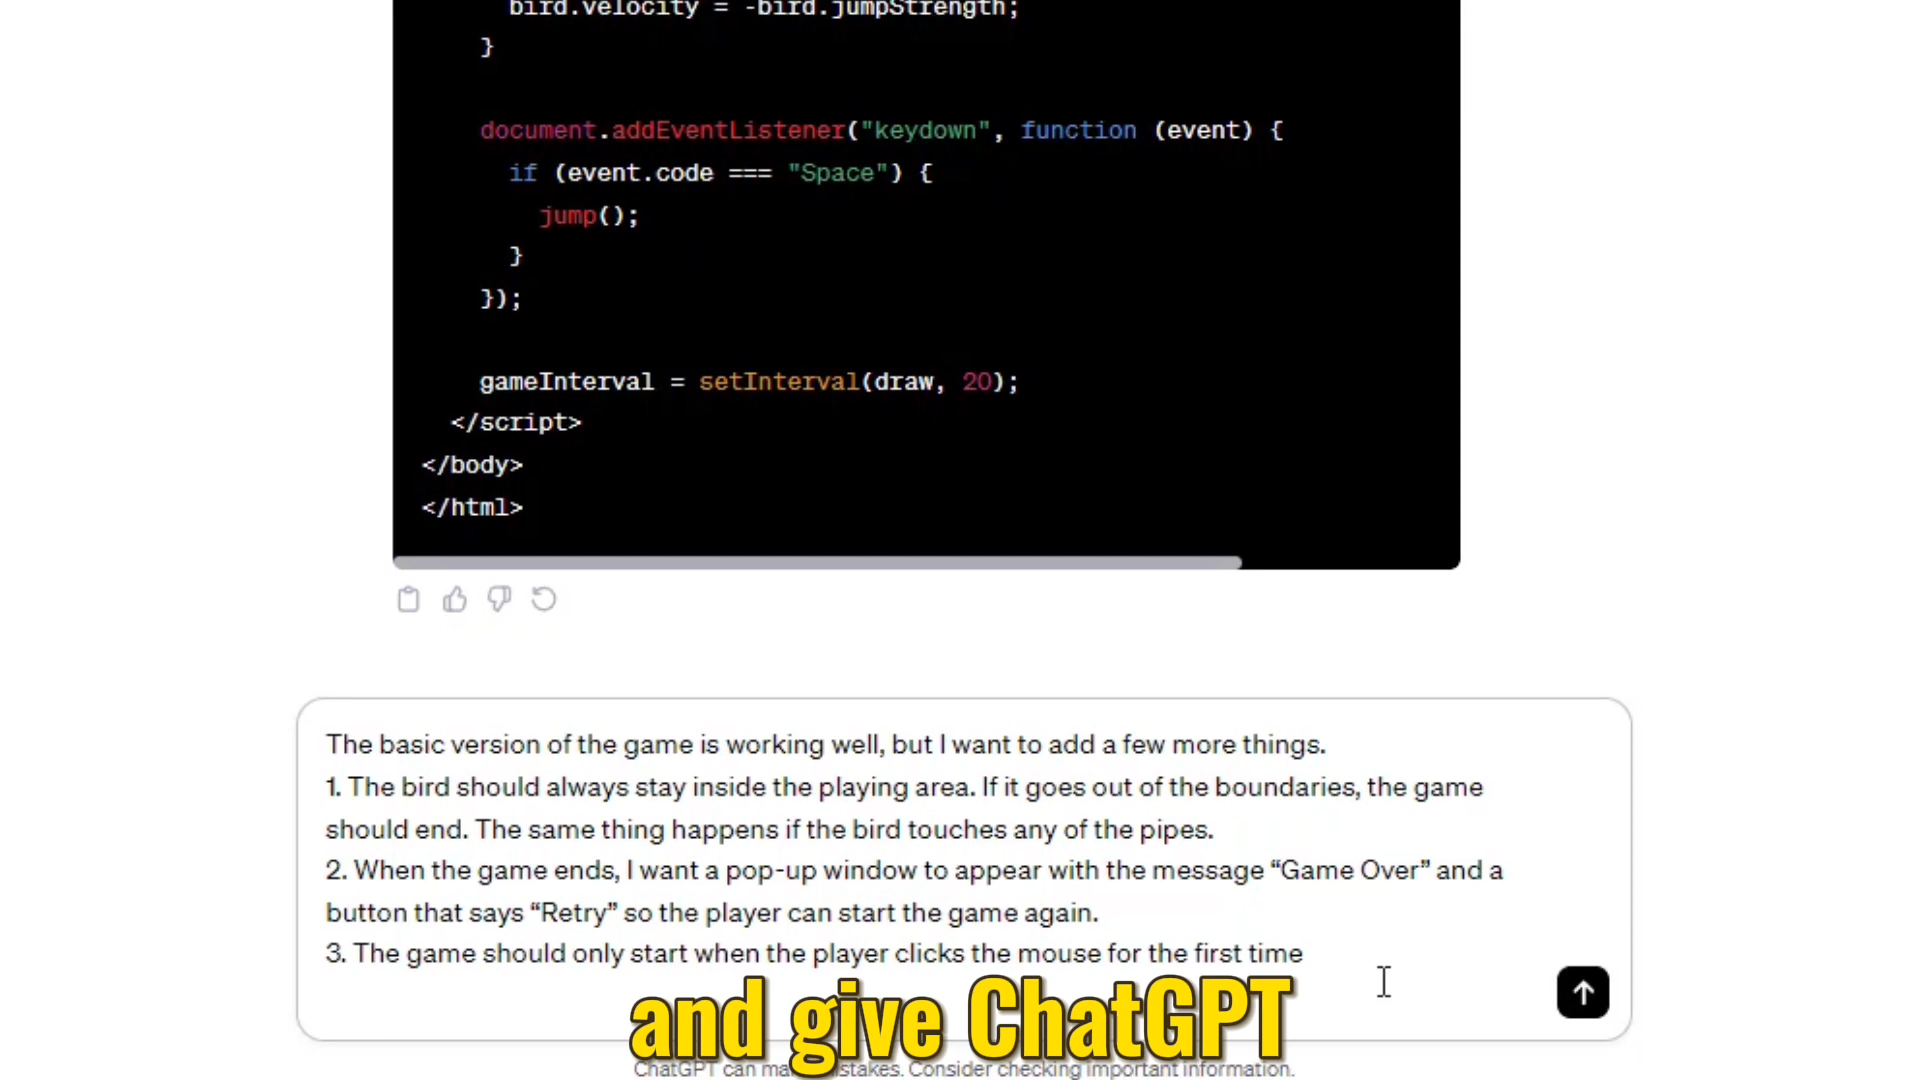 bird.velocity = -bird.jumpStrength;
}
document.addEventListener("keydown", function (event) {
if (event.code === "Space") {
jump();
}
});
gameInterval = setInterval(draw, 20);
</script>
</body>
</html>
The basic version of the game is working well, but I want to add a few more things.
1. The bird should always stay inside the playing area. If it goes out of the boundaries, the game
should end. The same thing happens if the bird touches any of the pipes.
2. When the game ends, I want a pop-up window to appear with the message “Game Over” and a
button that says “Retry” so the player can start the game again.
3. The game should only start when the player clicks the mouse for the first time
and give ChatGPT
ChatGPT can mistakes. Consider checking important information.